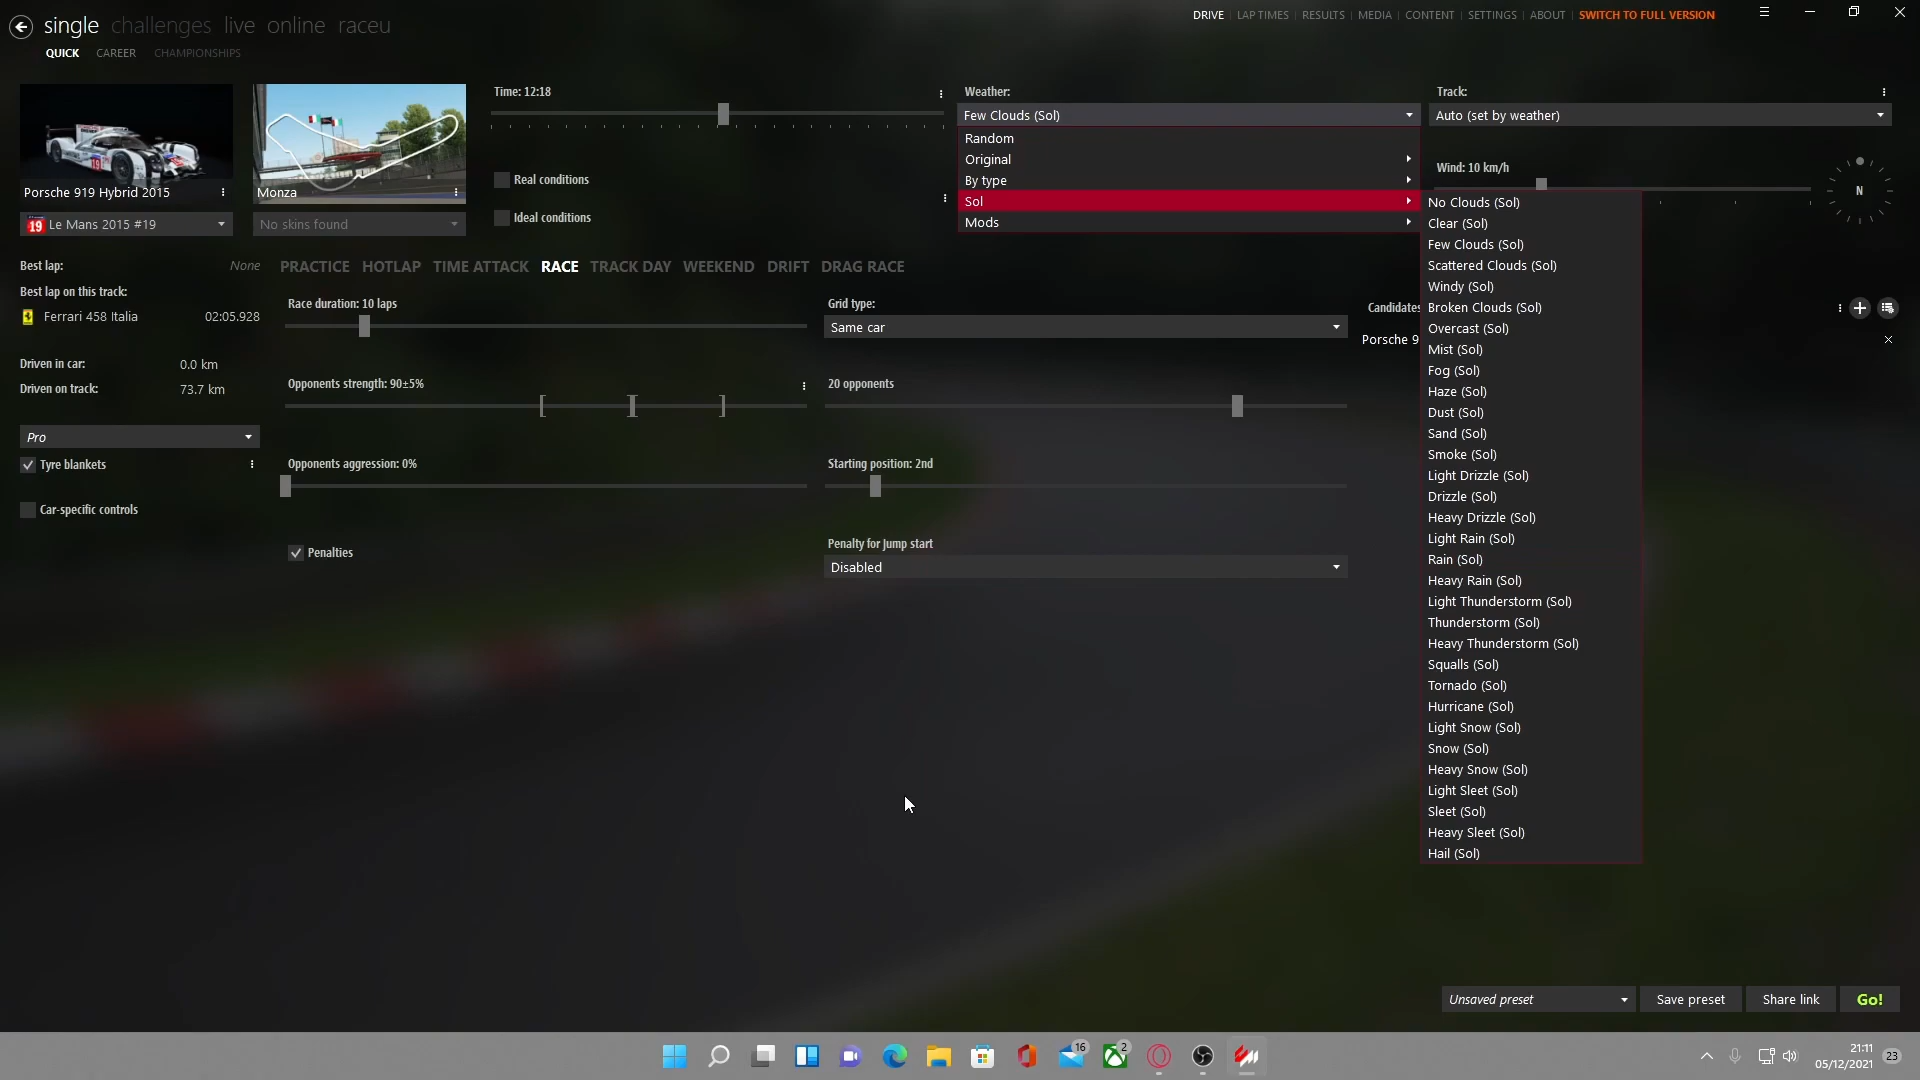 single challenges live online raceu
DRIVE LAP TIMES RESULTS MEDIA CONTENT SETTINGS ABOUT SWITCH TO FULL VERSION
QUICK CAREER CHAMPIONSHIPS
Porsche 919 Hybrid 2015
19 Le Mans 2015 #19
Monza
No skins found
Time: 12:18
Real conditions
Ideal conditions
Weather:
Few Clouds (Sol)
Random
Original
By type
Sol
Mods
Track:
Auto (set by weather)
Wind: 10 km/h
N
No Clouds (Sol)
Clear (Sol)
Few Clouds (Sol)
Scattered Clouds (Sol)
Windy (Sol)
Broken Clouds (Sol)
Overcast (Sol)
Mist (Sol)
Fog (Sol)
Haze (Sol)
Dust (Sol)
Sand (Sol)
Smoke (Sol)
Light Drizzle (Sol)
Drizzle (Sol)
Heavy Drizzle (Sol)
Light Rain (Sol)
Rain (Sol)
Heavy Rain (Sol)
Light Thunderstorm (Sol)
Thunderstorm (Sol)
Heavy Thunderstorm (Sol)
Squalls (Sol)
Tornado (Sol)
Hurricane (Sol)
Light Snow (Sol)
Snow (Sol)
Heavy Snow (Sol)
Light Sleet (Sol)
Sleet (Sol)
Heavy Sleet (Sol)
Hail (Sol)
Best lap: None
Best lap on this track:
Ferrari 458 Italia 02:05.928
Driven in car: 0.0 km
Driven on track: 73.7 km
Pro
Tyre blankets
Car-specific controls
PRACTICE HOTLAP TIME ATTACK RACE TRACK DAY WEEKEND DRIFT DRAG RACE
Race duration: 10 laps
Opponents strength: 90±5%
Opponents aggression: 0%
Penalties
Grid type:
Same car
20 opponents
Starting position: 2nd
Penalty for jump start
Disabled
Candidates
Porsche 9
Unsaved preset
Save preset
Share link
Go!
16
2
21:11
05/12/2021
23